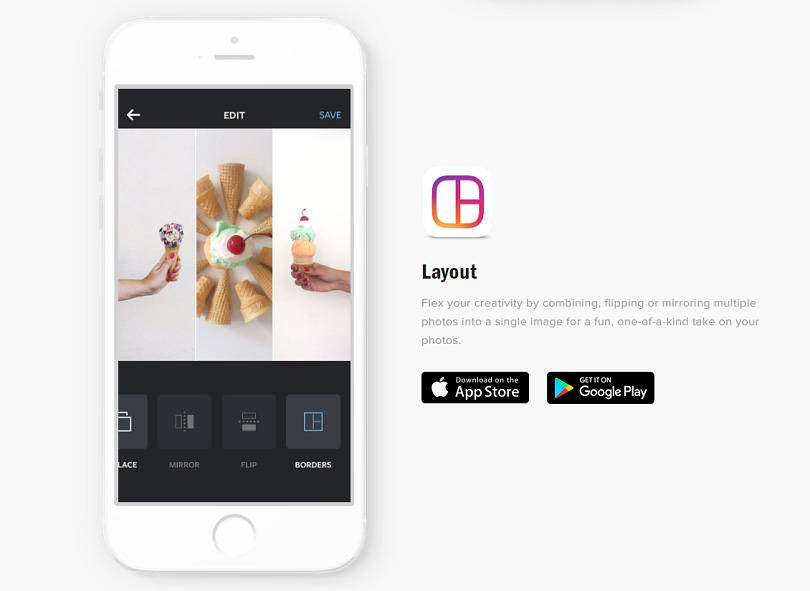 EDIT
SAVE
LACE
MIRROR
FLIP
BORDERS
Layout
Flex your creativity by combining, flipping or mirroring multiple
photos into a single image for a fun, one-of-a-kind take on your
photos.
Download on the
App Store
GET IT ON
Google Play